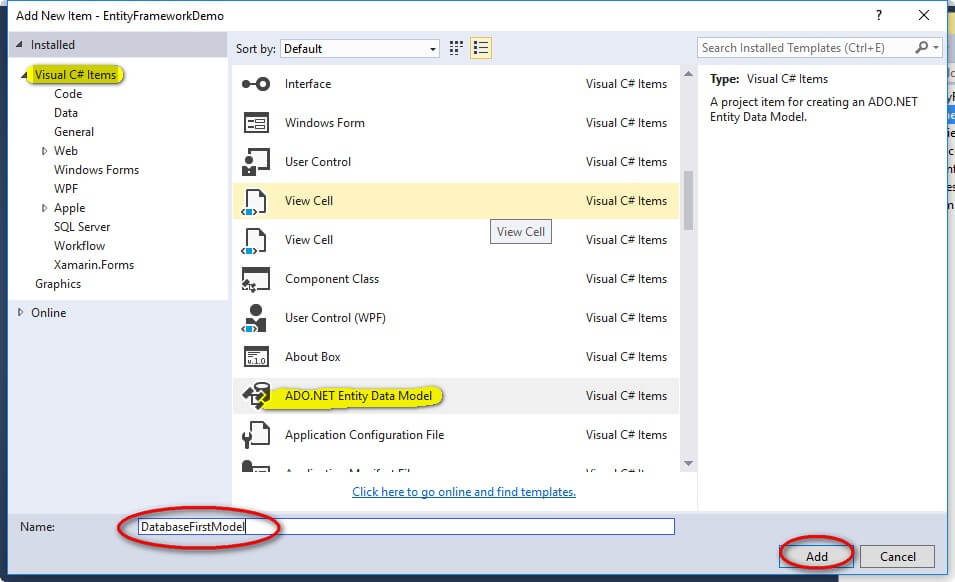 Add New Item - EntityFrameworkDemo
?
Installed
Sort by: Default
Search Installed Templates (Ctrl+E)
Visual C# Items
Code
Data
General
Web
Windows Forms
WPF
Apple
SQL Server
Workflow
Xamarin.Forms
Graphics
Online
Interface Visual C# Items
Windows Form Visual C# Items
User Control Visual C# Items
View Cell Visual C# Items
View Cell
View Cell Visual C# Items
Component Class Visual C# Items
User Control (WPF) Visual C# Items
About Box Visual C# Items
v.1.0
ADO.NET Entity Data Model Visual C# Items
Application Configuration File Visual C# Items
Click here to go online and find templates.
Type: Visual C# Items
A project item for creating an ADO.NET
Entity Data Model.
Name: DatabaseFirstModel
Add Cancel